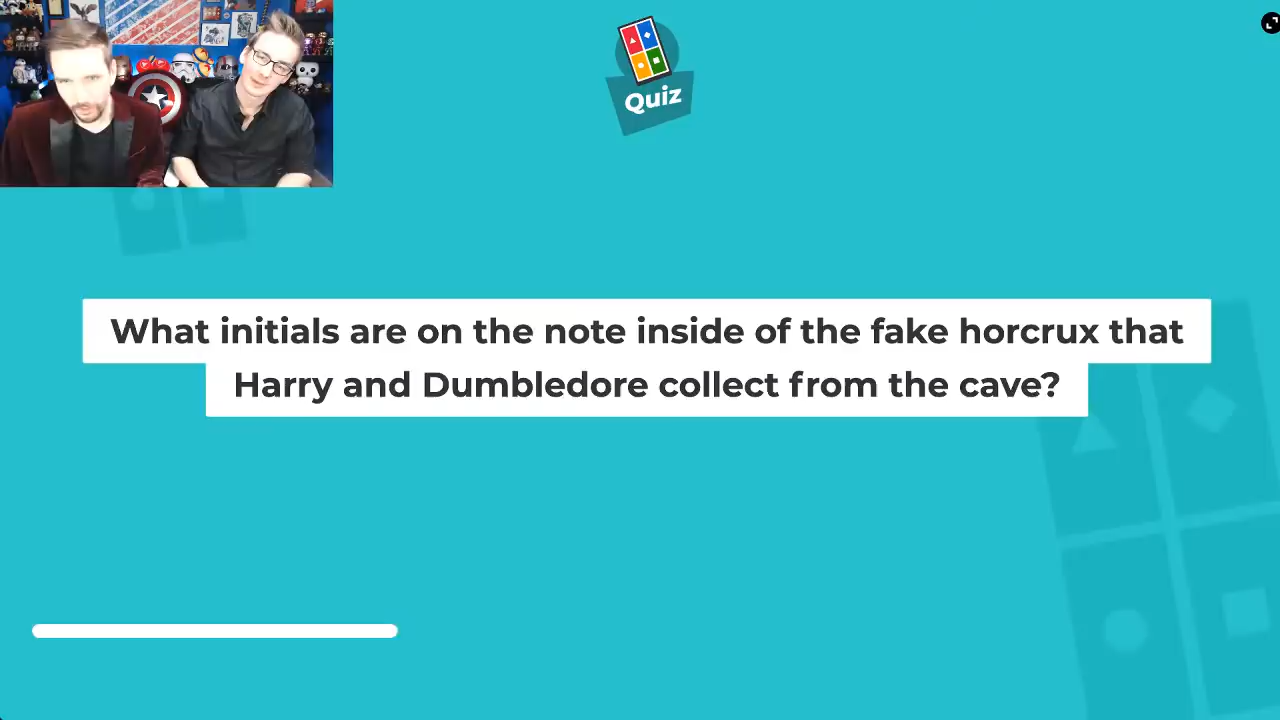 Quiz
What initials are on the note inside of the fake horcrux that
Harry and Dumbledore collect from the cave?